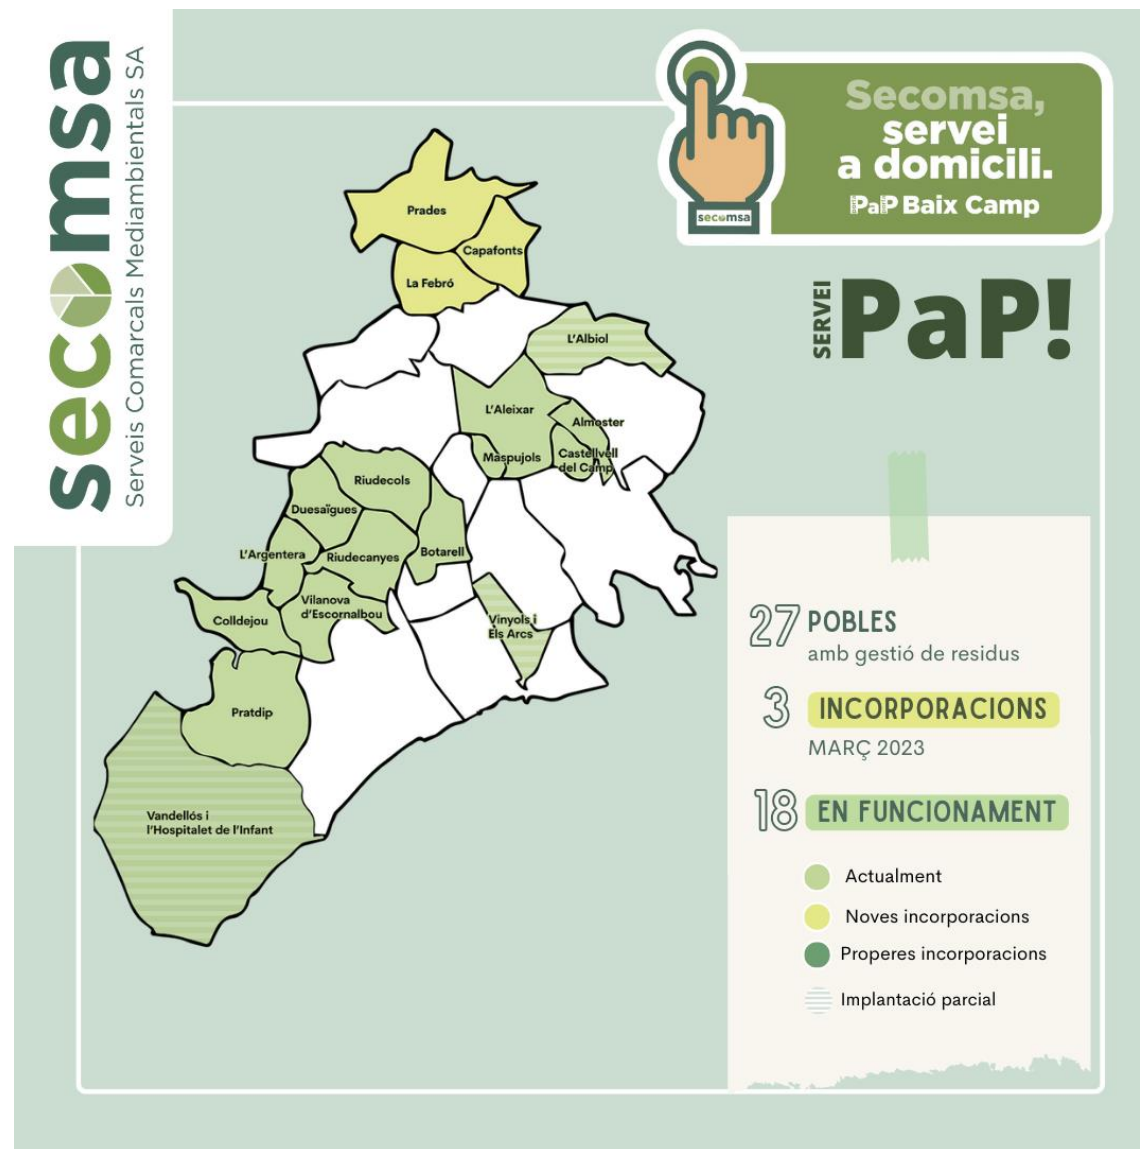 secomsa
Serveis Comarcals Mediambientals SA
secomsa
Secomsa,
servei
a domicili.
PaP Baix Camp
SERVEI
PaP!
Prades
Capafonts
La Febró
L'Albiol
L'Aleixar
Almoster
Maspujols
Castellvell
del Camp
Riudecols
Duesaïgues
L'Argentera
Riudecanyes
Botarell
Vilanova
d'Escornalbou
Colldejou
Vinyols i
Els Arcs
Pratdip
Vandellós i
l'Hospitalet de l'Infant
27 POBLES
amb gestió de residus
3 INCORPORACIONS
MARÇ 2023
18 EN FUNCIONAMENT
Actualment
Noves incorporacions
Properes incorporacions
Implantació parcial